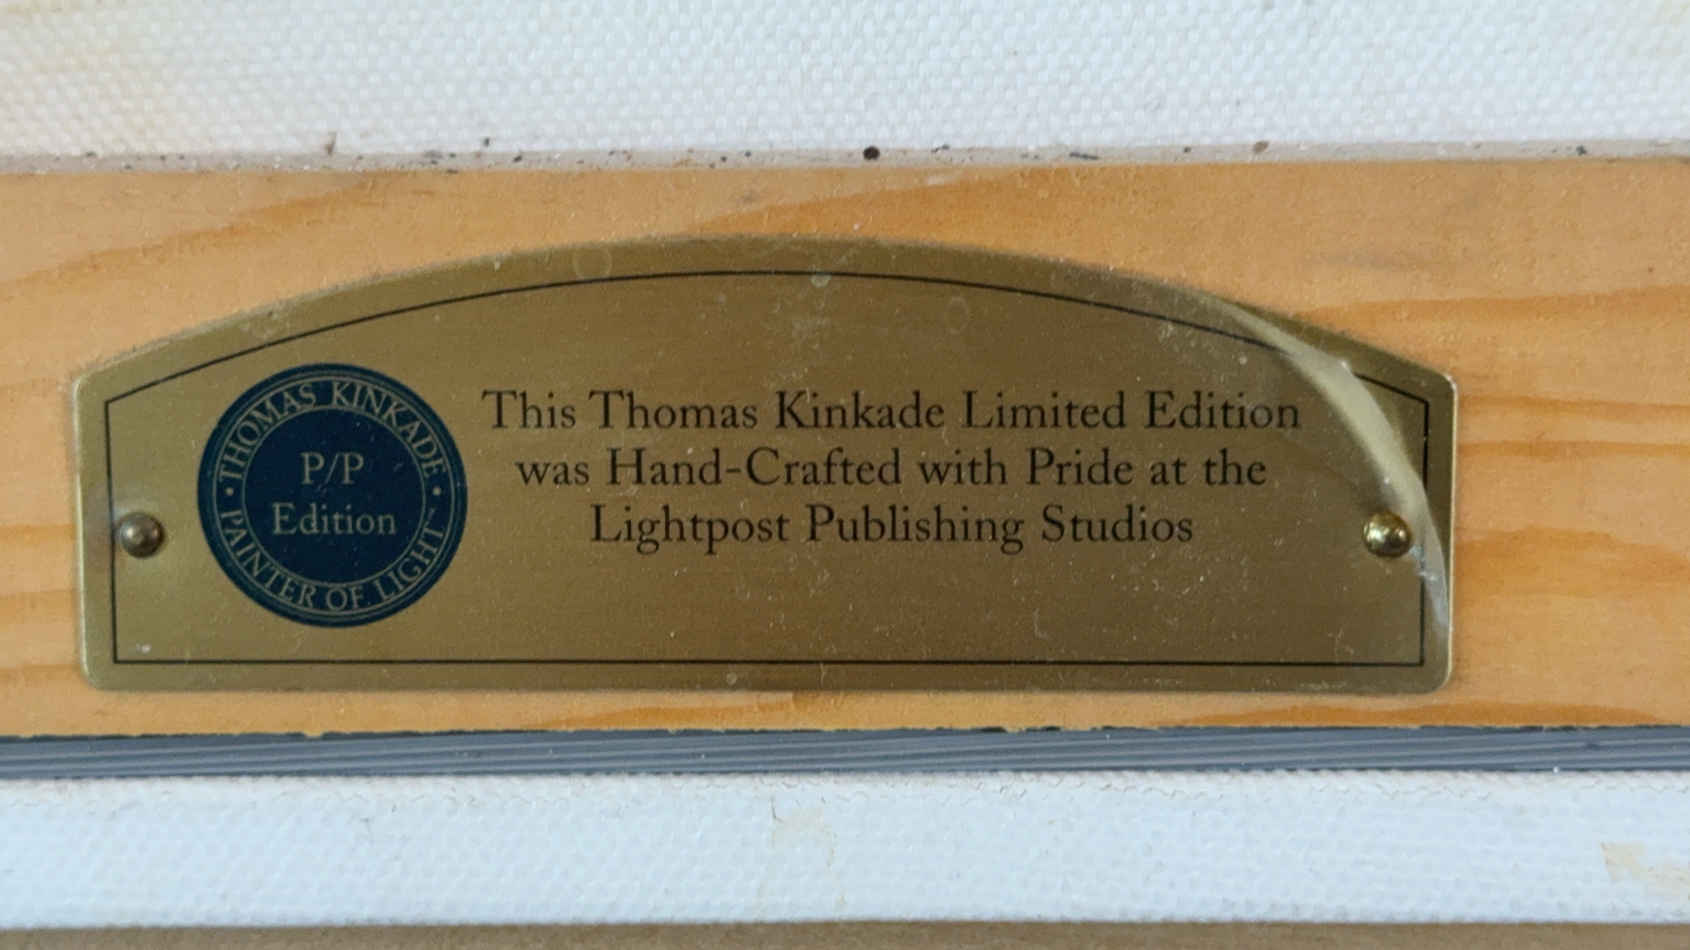 THOMAS KINKADE
P/P
Edition
• PAINTER OF LIGHT™ •
This Thomas Kinkade Limited Edition
was Hand-Crafted with Pride at the
Lightpost Publishing Studios